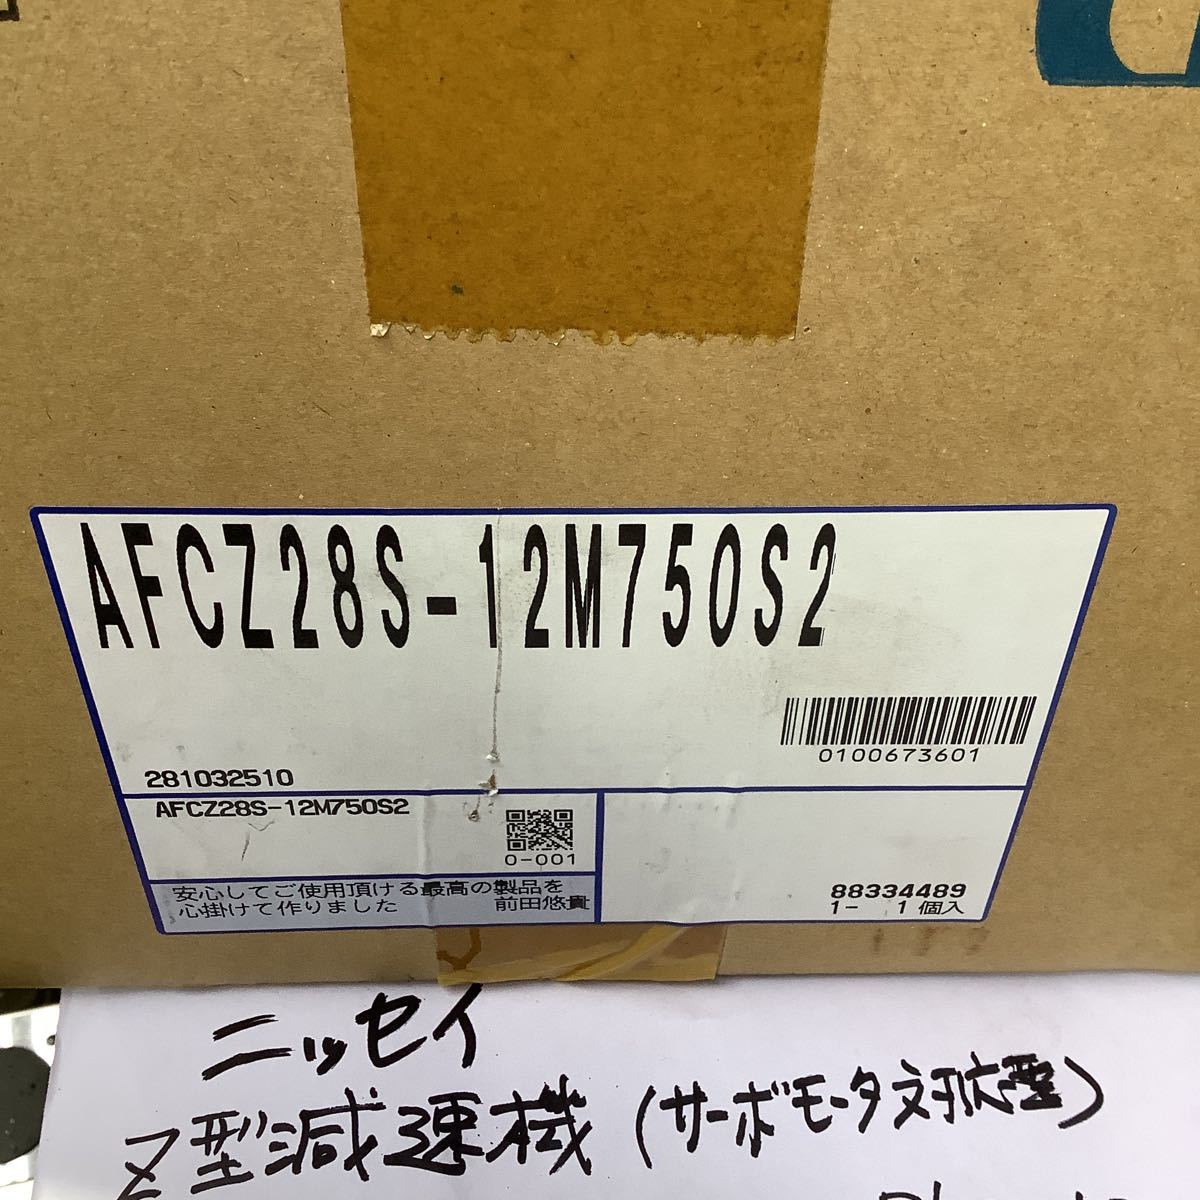 AFCZ28S-12M750S2
0100673601
281032510
AFCZ28S-12M750S2
0-001
安心してご使用頂ける最高の製品を
心掛けて作りました 前田悠貴
88334489
1- 1個入
ニッセイ
Z型減速機(サーボモータ対応型)